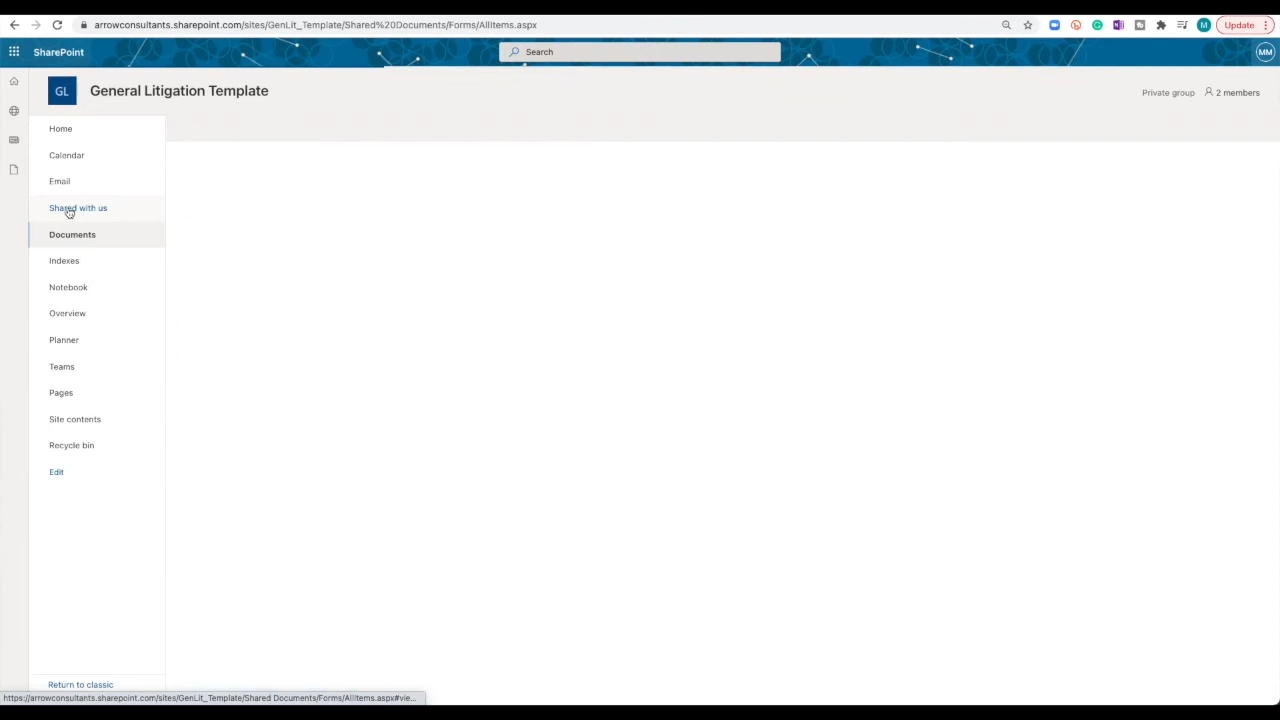 arrowconsultants.sharepoint.com/sites/GenLit_Template/Shared%20Documents/Forms/AllItems.aspx
M
Update
SharePoint
Search
MM
GL
General Litigation Template
Private group
2 members
Home
Calendar
Email
Shared with us
Documents
Indexes
Notebook
Overview
Planner
Teams
Pages
Site contents
Recycle bin
Edit
Return to classic
https://arrowconsultants.sharepoint.com/sites/GenLit_Template/Shared Documents/Forms/AllItems.aspx#vie...